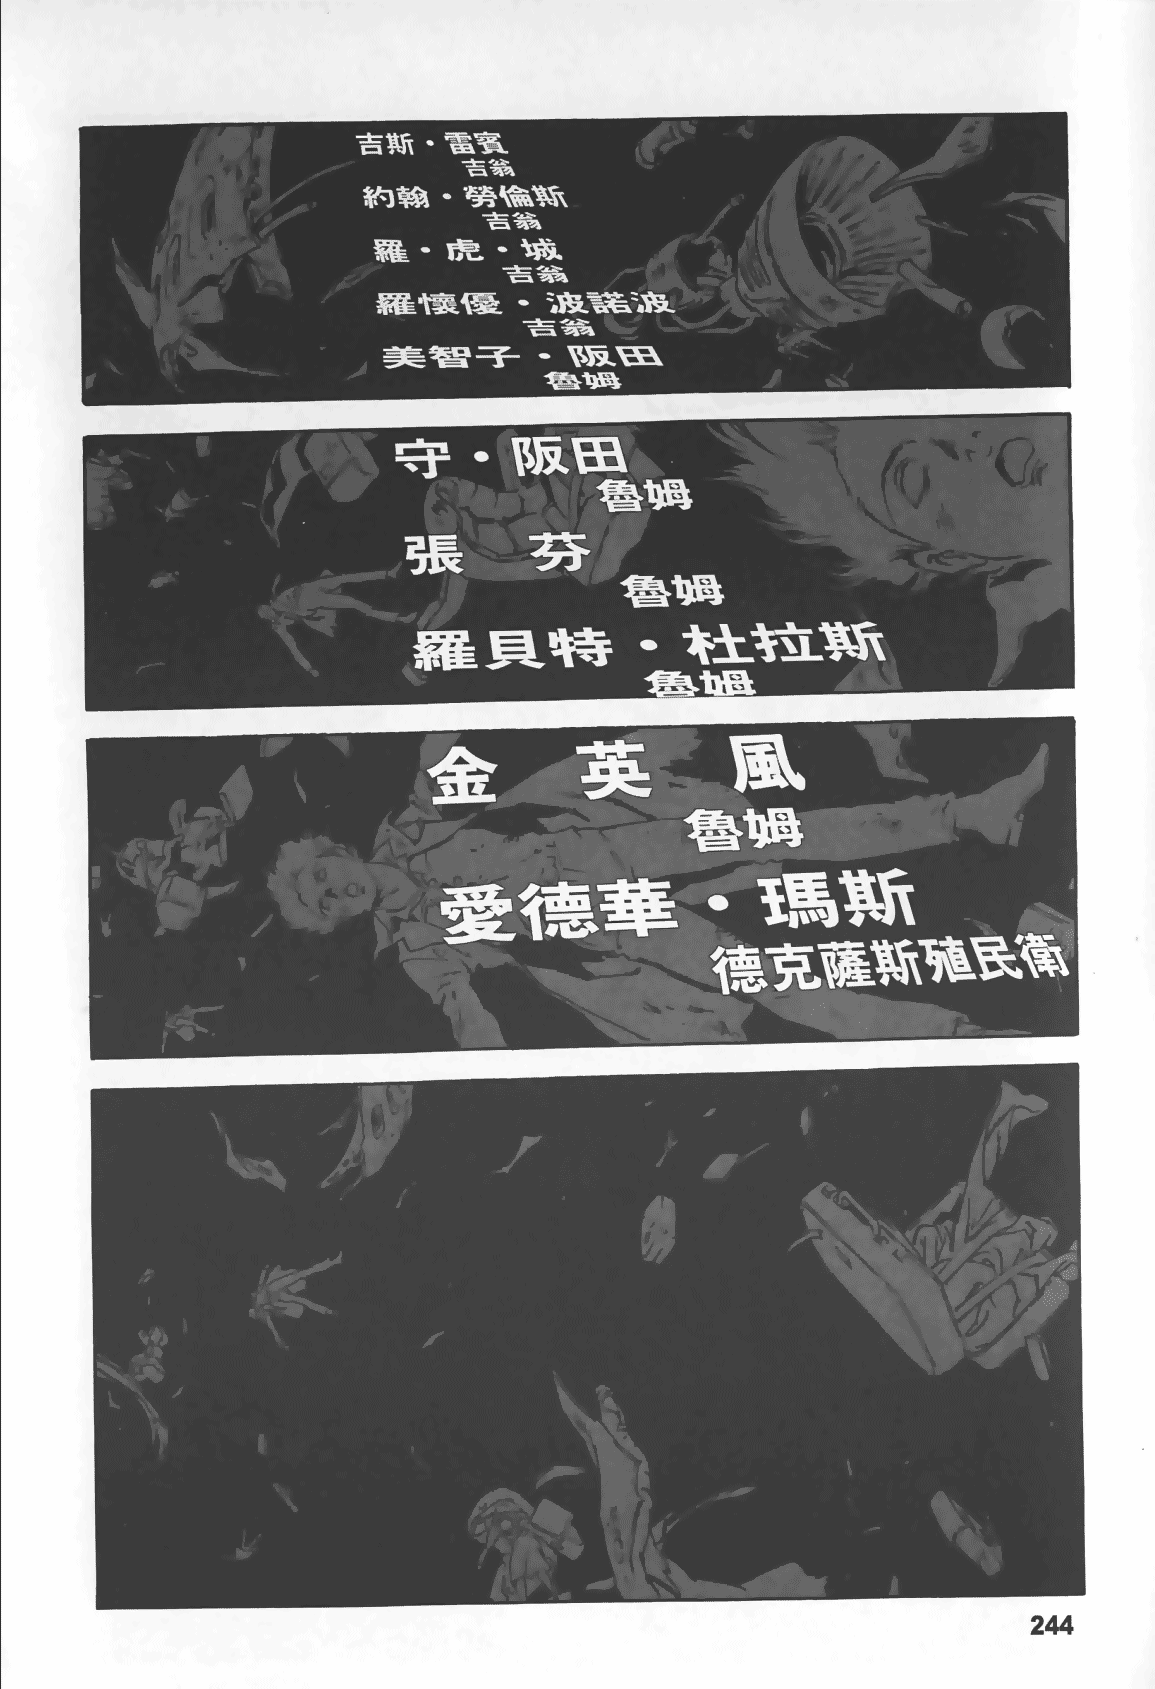 吉斯・雷賓
吉翁
約翰・勞倫斯
吉翁
羅・虎・城
吉翁
羅懷優・波諾波
吉翁
美智子・阪田
魯姆
守・阪田
魯姆
張　芬
魯姆
羅貝特・杜拉斯
魯姆
金　英　風
魯姆
愛德華・瑪斯
德克薩斯殖民衛
244